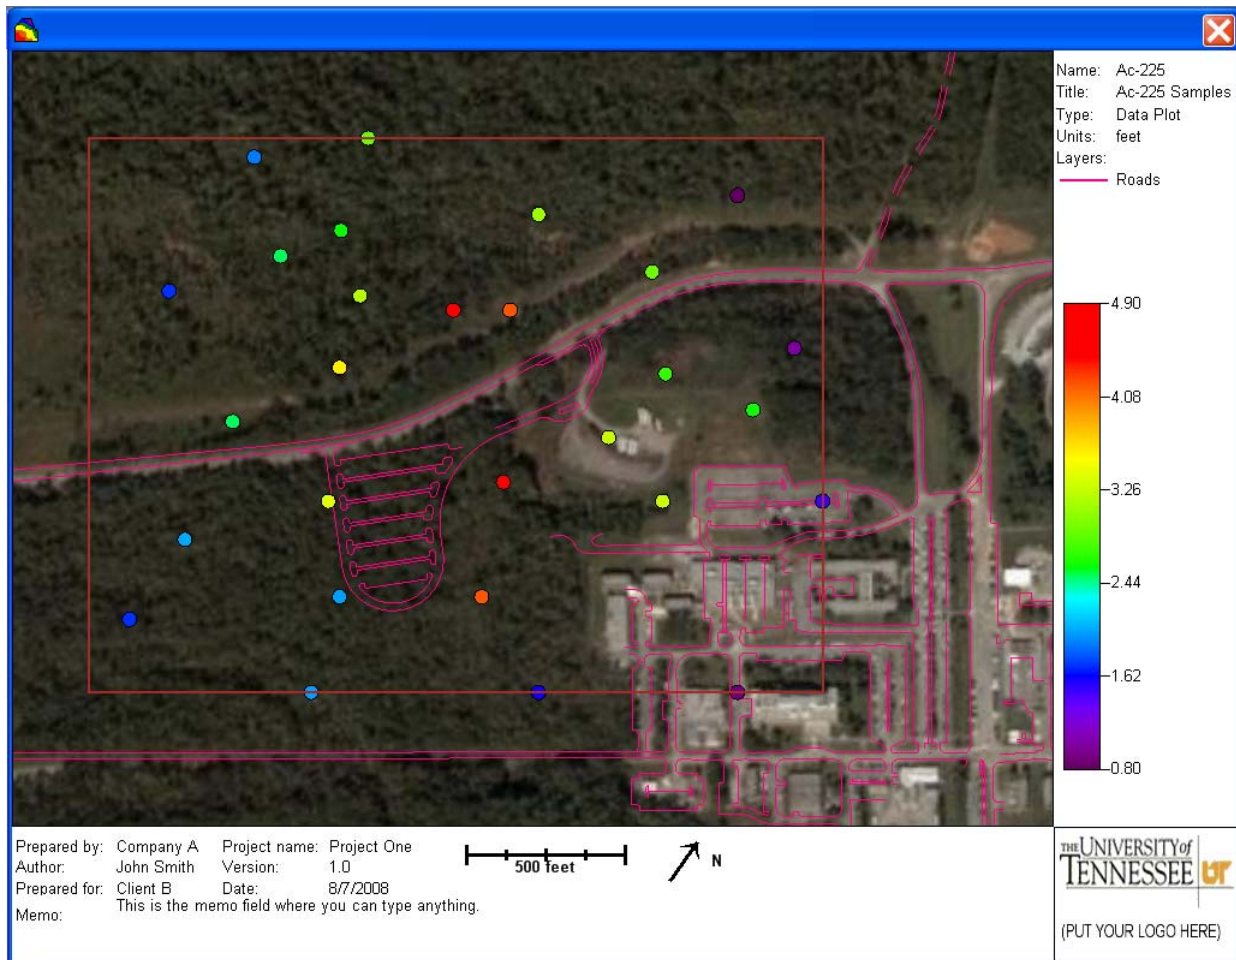 Name: Ac-225
Title: Ac-225 Samples
Type: Data Plot
Units: feet
Layers:
Roads
4.90
4.08
3.26
2.44
1.62
0.80
Prepared by: Company A Project name: Project One
Author: John Smith Version: 1.0
Prepared for: Client B Date: 8/7/2008
Memo: This is the memo field where you can type anything.
500 feet
N
THE UNIVERSITY of
TENNESSEE UT
(PUT YOUR LOGO HERE)